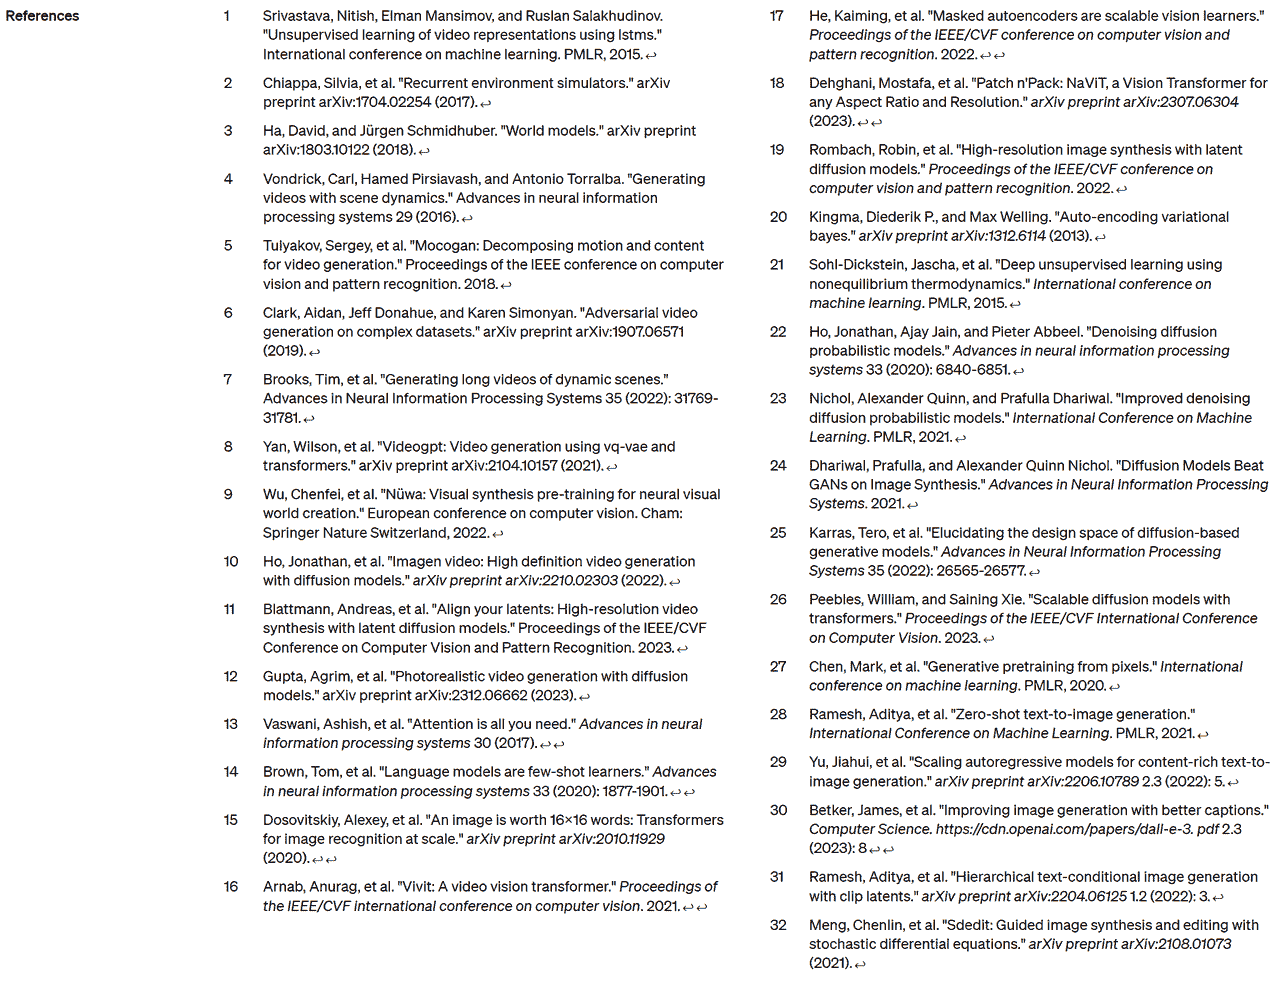 References
1 Srivastava, Nitish, Elman Mansimov, and Ruslan Salakhudinov.
"Unsupervised learning of video representations using lstms."
International conference on machine learning. PMLR, 2015.↩
2 Chiappa, Silvia, et al. "Recurrent environment simulators." arXiv
preprint arXiv:1704.02254 (2017).↩
3 Ha, David, and Jürgen Schmidhuber. "World models." arXiv preprint
arXiv:1803.10122 (2018).↩
4 Vondrick, Carl, Hamed Pirsiavash, and Antonio Torralba. "Generating
videos with scene dynamics." Advances in neural information
processing systems 29 (2016).↩
5 Tulyakov, Sergey, et al. "Mocogan: Decomposing motion and content
for video generation." Proceedings of the IEEE conference on computer
vision and pattern recognition. 2018.↩
6 Clark, Aidan, Jeff Donahue, and Karen Simonyan. "Adversarial video
generation on complex datasets." arXiv preprint arXiv:1907.06571
(2019).↩
7 Brooks, Tim, et al. "Generating long videos of dynamic scenes."
Advances in Neural Information Processing Systems 35 (2022): 31769-
31781.↩
8 Yan, Wilson, et al. "Videogpt: Video generation using vq-vae and
transformers." arXiv preprint arXiv:2104.10157 (2021).↩
9 Wu, Chenfei, et al. "Nüwa: Visual synthesis pre-training for neural visual
world creation." European conference on computer vision. Cham:
Springer Nature Switzerland, 2022.↩
10 Ho, Jonathan, et al. "Imagen video: High definition video generation
with diffusion models." arXiv preprint arXiv:2210.02303 (2022).↩
11 Blattmann, Andreas, et al. "Align your latents: High-resolution video
synthesis with latent diffusion models." Proceedings of the IEEE/CVF
Conference on Computer Vision and Pattern Recognition. 2023.↩
12 Gupta, Agrim, et al. "Photorealistic video generation with diffusion
models." arXiv preprint arXiv:2312.06662 (2023).↩
13 Vaswani, Ashish, et al. "Attention is all you need." Advances in neural
information processing systems 30 (2017).↩↩
14 Brown, Tom, et al. "Language models are few-shot learners." Advances
in neural information processing systems 33 (2020): 1877-1901.↩↩
15 Dosovitskiy, Alexey, et al. "An image is worth 16×16 words: Transformers
for image recognition at scale." arXiv preprint arXiv:2010.11929
(2020).↩↩
16 Arnab, Anurag, et al. "Vivit: A video vision transformer." Proceedings of
the IEEE/CVF international conference on computer vision. 2021.↩↩
17 He, Kaiming, et al. "Masked autoencoders are scalable vision learners."
Proceedings of the IEEE/CVF conference on computer vision and
pattern recognition. 2022.↩↩
18 Dehghani, Mostafa, et al. "Patch n'Pack: NaViT, a Vision Transformer for
any Aspect Ratio and Resolution." arXiv preprint arXiv:2307.06304
(2023).↩↩
19 Rombach, Robin, et al. "High-resolution image synthesis with latent
diffusion models." Proceedings of the IEEE/CVF conference on
computer vision and pattern recognition. 2022.↩
20 Kingma, Diederik P., and Max Welling. "Auto-encoding variational
bayes." arXiv preprint arXiv:1312.6114 (2013).↩
21 Sohl-Dickstein, Jascha, et al. "Deep unsupervised learning using
nonequilibrium thermodynamics." International conference on
machine learning. PMLR, 2015.↩
22 Ho, Jonathan, Ajay Jain, and Pieter Abbeel. "Denoising diffusion
probabilistic models." Advances in neural information processing
systems 33 (2020): 6840-6851.↩
23 Nichol, Alexander Quinn, and Prafulla Dhariwal. "Improved denoising
diffusion probabilistic models." International Conference on Machine
Learning. PMLR, 2021.↩
24 Dhariwal, Prafulla, and Alexander Quinn Nichol. "Diffusion Models Beat
GANs on Image Synthesis." Advances in Neural Information Processing
Systems. 2021.↩
25 Karras, Tero, et al. "Elucidating the design space of diffusion-based
generative models." Advances in Neural Information Processing
Systems 35 (2022): 26565-26577.↩
26 Peebles, William, and Saining Xie. "Scalable diffusion models with
transformers." Proceedings of the IEEE/CVF International Conference
on Computer Vision. 2023.↩
27 Chen, Mark, et al. "Generative pretraining from pixels." International
conference on machine learning. PMLR, 2020.↩
28 Ramesh, Aditya, et al. "Zero-shot text-to-image generation."
International Conference on Machine Learning. PMLR, 2021.↩
29 Yu, Jiahui, et al. "Scaling autoregressive models for content-rich text-to-
image generation." arXiv preprint arXiv:2206.10789 2.3 (2022): 5.↩
30 Betker, James, et al. "Improving image generation with better captions."
Computer Science. https://cdn.openai.com/papers/dall-e-3. pdf 2.3
(2023): 8↩↩
31 Ramesh, Aditya, et al. "Hierarchical text-conditional image generation
with clip latents." arXiv preprint arXiv:2204.06125 1.2 (2022): 3.↩
32 Meng, Chenlin, et al. "Sdedit: Guided image synthesis and editing with
stochastic differential equations." arXiv preprint arXiv:2108.01073
(2021).↩